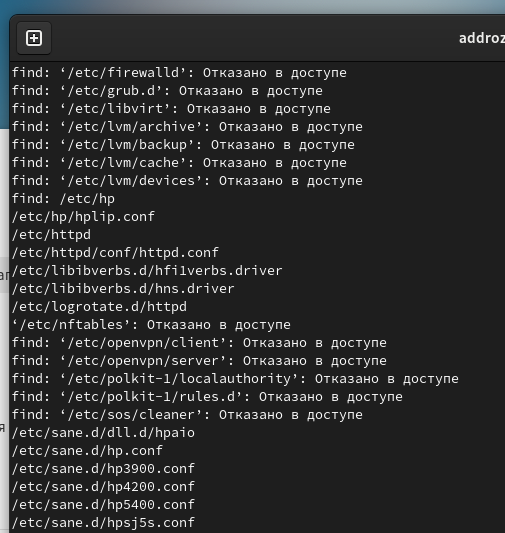 addroz
find: ‘/etc/firewalld’: Отказано в доступе
find: ‘/etc/grub.d’: Отказано в доступе
find: ‘/etc/libvirt’: Отказано в доступе
find: ‘/etc/lvm/archive’: Отказано в доступе
find: ‘/etc/lvm/backup’: Отказано в доступе
find: ‘/etc/lvm/cache’: Отказано в доступе
find: ‘/etc/lvm/devices’: Отказано в доступе
find: /etc/hp
/etc/hp/hplip.conf
/etc/httpd
/etc/httpd/conf/httpd.conf
/etc/libibverbs.d/hfi1verbs.driver
/etc/libibverbs.d/hns.driver
/etc/logrotate.d/httpd
‘/etc/nftables’: Отказано в доступе
find: ‘/etc/openvpn/client’: Отказано в доступе
find: ‘/etc/openvpn/server’: Отказано в доступе
find: ‘/etc/polkit-1/localauthority’: Отказано в доступе
find: ‘/etc/polkit-1/rules.d’: Отказано в доступе
find: ‘/etc/sos/cleaner’: Отказано в доступе
/etc/sane.d/dll.d/hpaio
/etc/sane.d/hp.conf
/etc/sane.d/hp3900.conf
/etc/sane.d/hp4200.conf
/etc/sane.d/hp5400.conf
/etc/sane.d/hpsj5s.conf